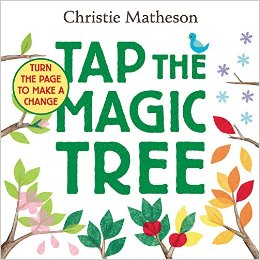 Christie Matheson
TURN
THE PAGE
TO MAKE A
CHANGE
TAP THE
MAGIC
TREE